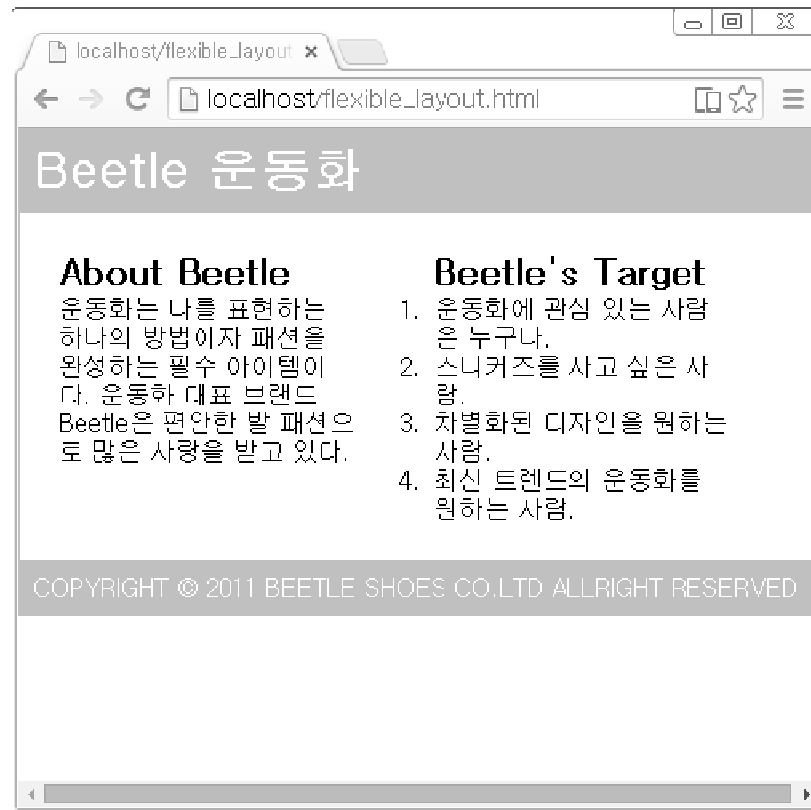 localhost/flexible_layout
localhost/flexible_layout.html
Beetle 운동화
About Beetle
운동화는 나를 표현하는
하나의 방법이자 패션을
완성하는 필수 아이템이
다. 운동화 대표 브랜드
Beetle은 편안한 발 패션으
로 많은 사랑을 받고 있다.
Beetle's Target
1. 운동화에 관심 있는 사람
은 누구나.
2. 스니커즈를 사고 싶은 사
람.
3. 차별화된 디자인을 원하는
사람.
4. 최신 트렌드의 운동화를
원하는 사람.
COPYRIGHT © 2011 BEETLE SHOES CO.LTD ALLRIGHT RESERVED